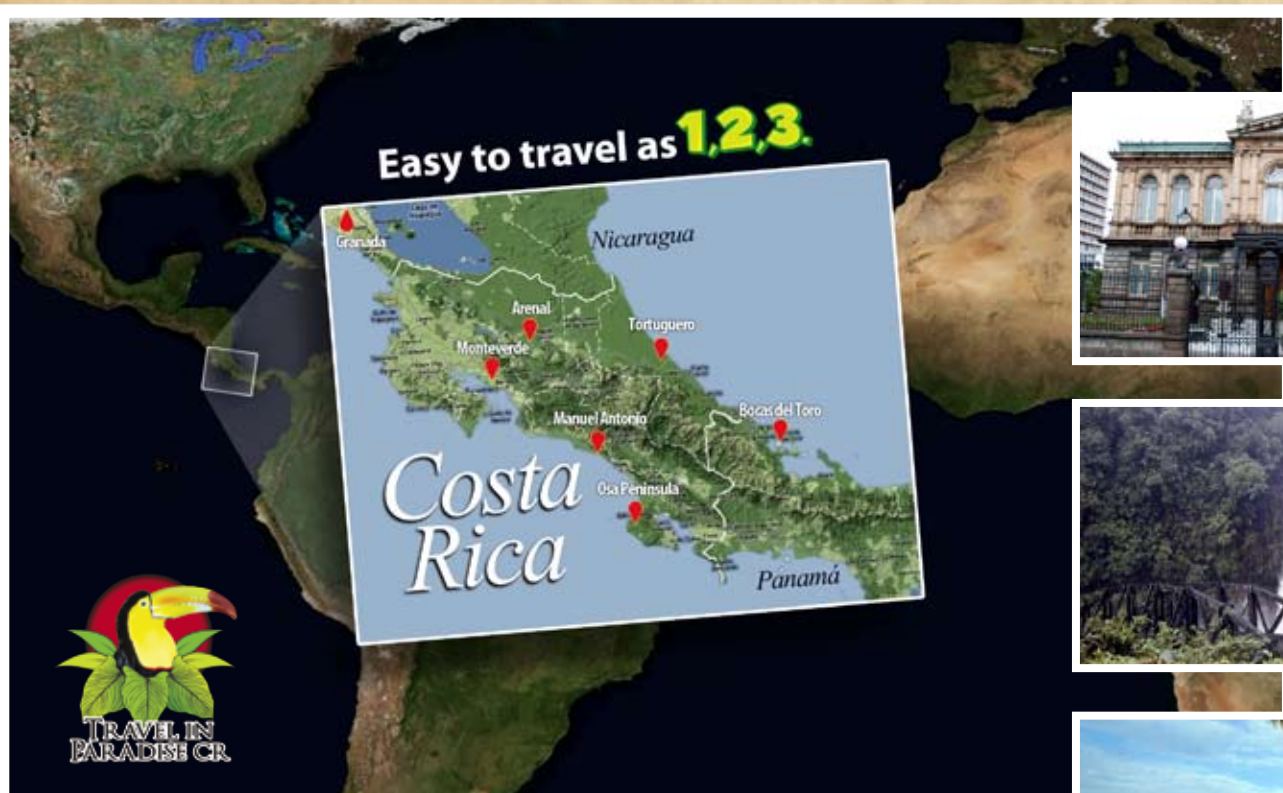 Easy to travel as 1,2,3.
Granada
Nicaragua
Arenal
Tortuguero
Monteverde
Manuel Antonio
Bocas del Toro
Costa
Rica
Osa Península
Panamá
TRAVEL IN
PARADISE CR